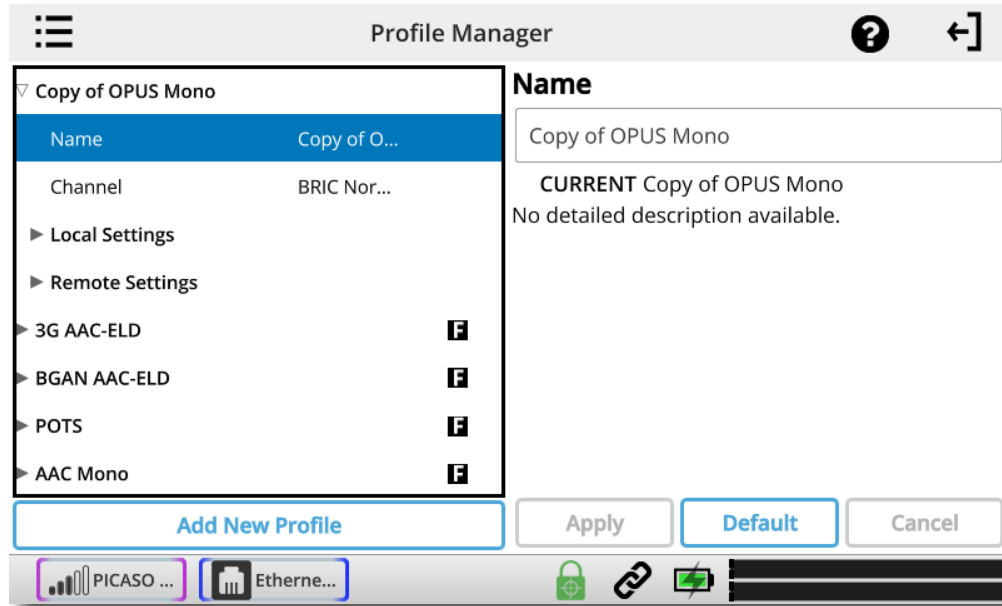 Profile Manager
?
Copy of OPUS Mono
Name Copy of O...
Channel BRIC Nor...
Local Settings
Remote Settings
3G AAC-ELD F
BGAN AAC-ELD F
POTS F
AAC Mono F
Add New Profile
Name
Copy of OPUS Mono
CURRENT Copy of OPUS Mono
No detailed description available.
Apply Default Cancel
PICASO ... Etherne...